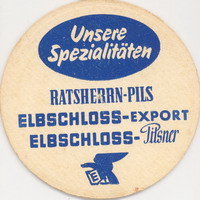 Unsere
Spezialitäten
RATSHERRN-PILS
ELBSCHLOSS-EXPORT
ELBSCHLOSS-Pilsner